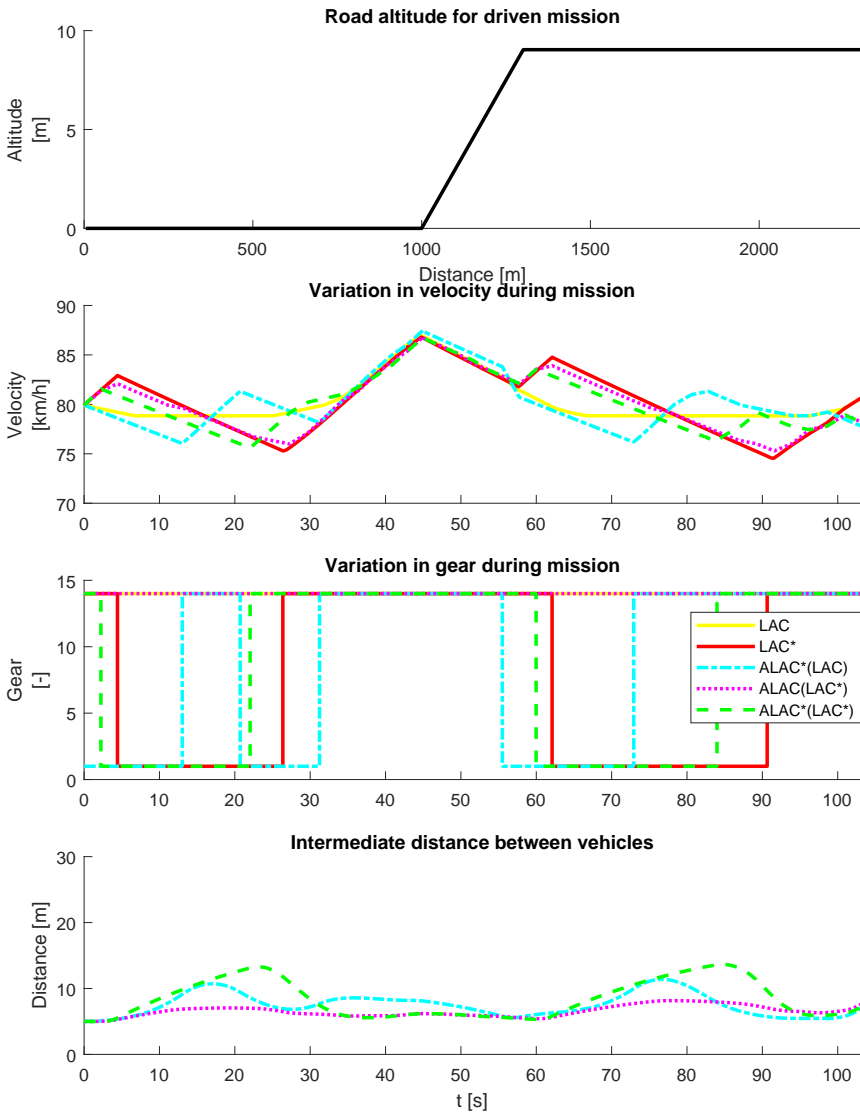 Road altitude for driven mission
10
5
0
Altitude
[m]
0 500 1000 1500 2000
Distance [m]
Variation in velocity during mission
90
85
80
75
70
Velocity
[km/h]
0 10 20 30 40 50 60 70 80 90 100
Variation in gear during mission
15
10
5
0
Gear
[-]
LAC
LAC*
ALAC*(LAC)
ALAC(LAC*)
ALAC*(LAC*)
0 10 20 30 40 50 60 70 80 90 100
Intermediate distance between vehicles
30
20
10
0
Distance [m]
0 10 20 30 40 50 60 70 80 90 100
t [s]